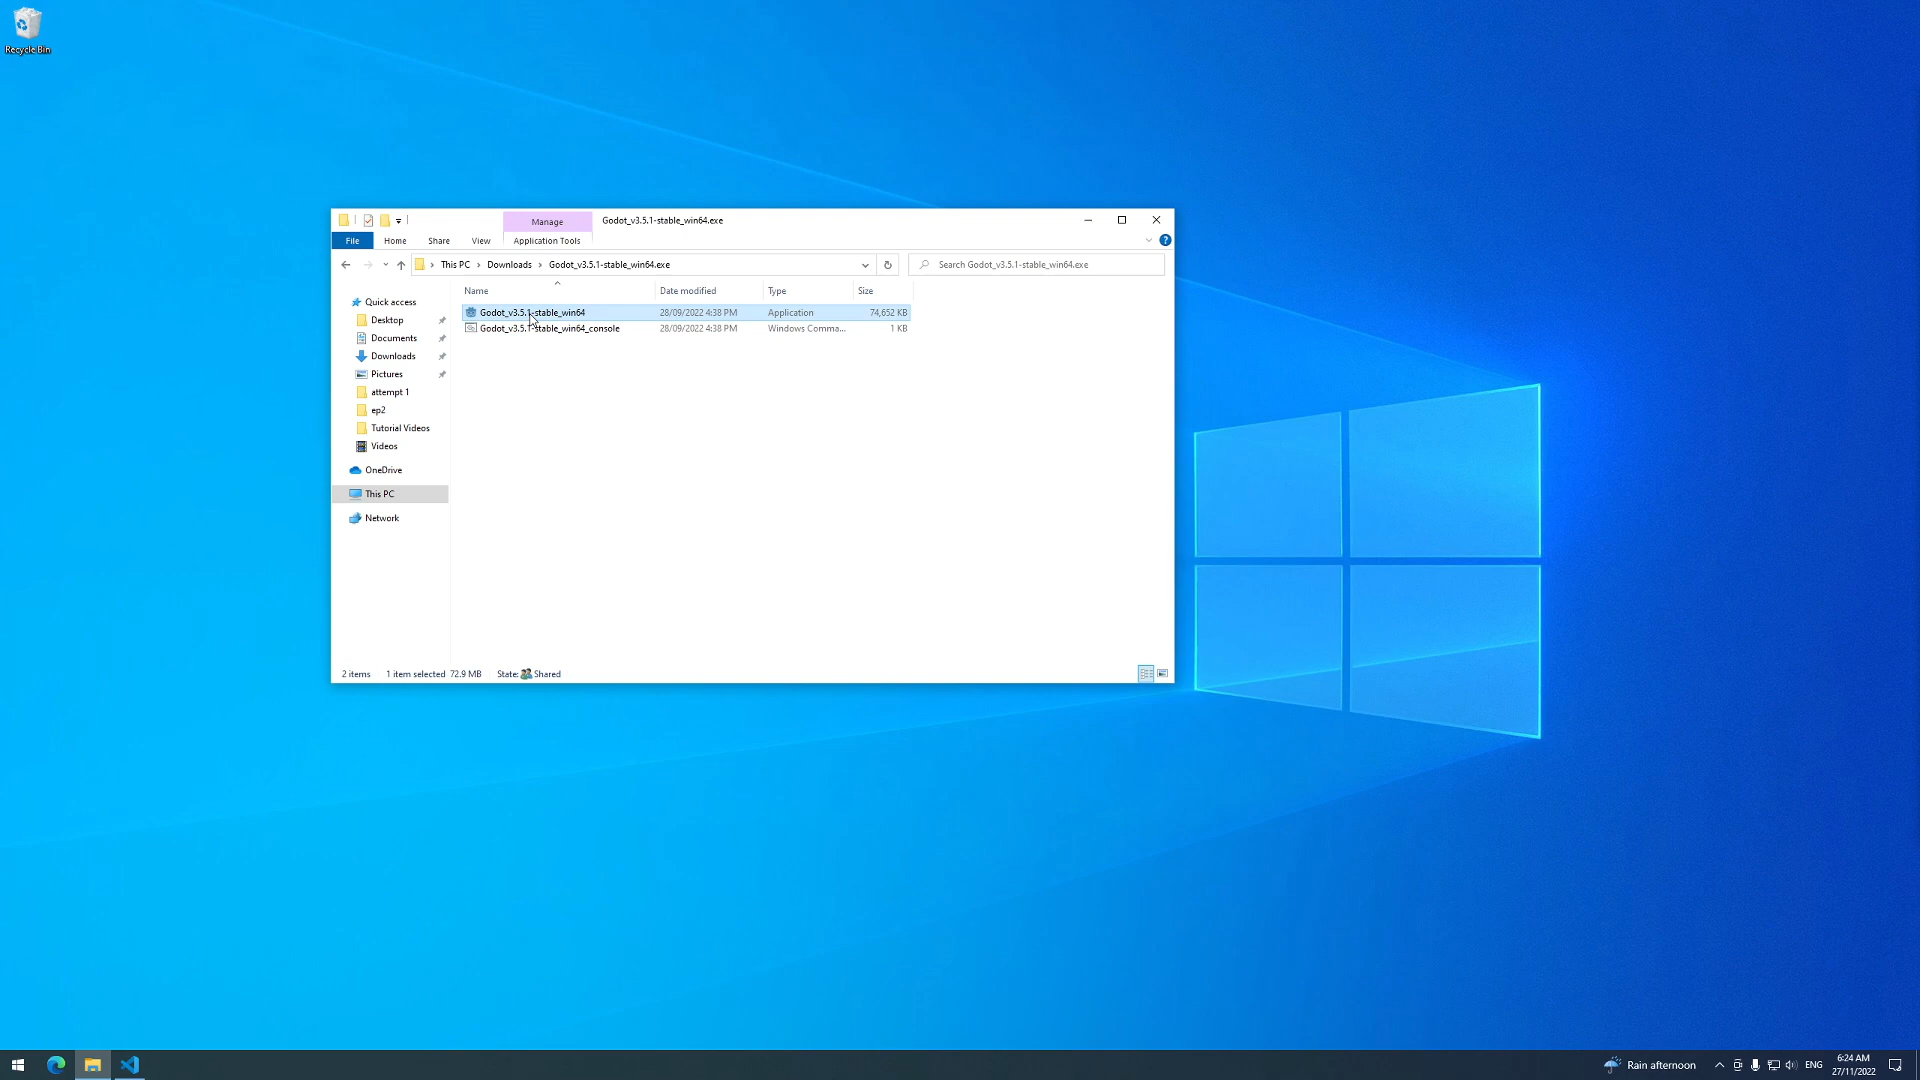 Recycle Bin
Manage
Godot_v3.5.1-stable_win64.exe
File
Home
Share
View
Application Tools
This PC
Downloads
Godot_v3.5.1-stable_win64.exe
Search Godot_v3.5.1-stable_win64.exe
Name
Date modified
Type
Size
Godot_v3.5.1-stable_win64
28/09/2022 4:38 PM
Application
74,652 KB
Godot_v3.5.1-stable_win64_console
28/09/2022 4:38 PM
Windows Comma...
1 KB
Quick access
Desktop
Documents
Downloads
Pictures
attempt 1
ep2
Tutorial Videos
Videos
OneDrive
This PC
Network
2 items
1 item selected 72.9 MB
State: Shared
Rain afternoon
ENG
6:24 AM
27/11/2022